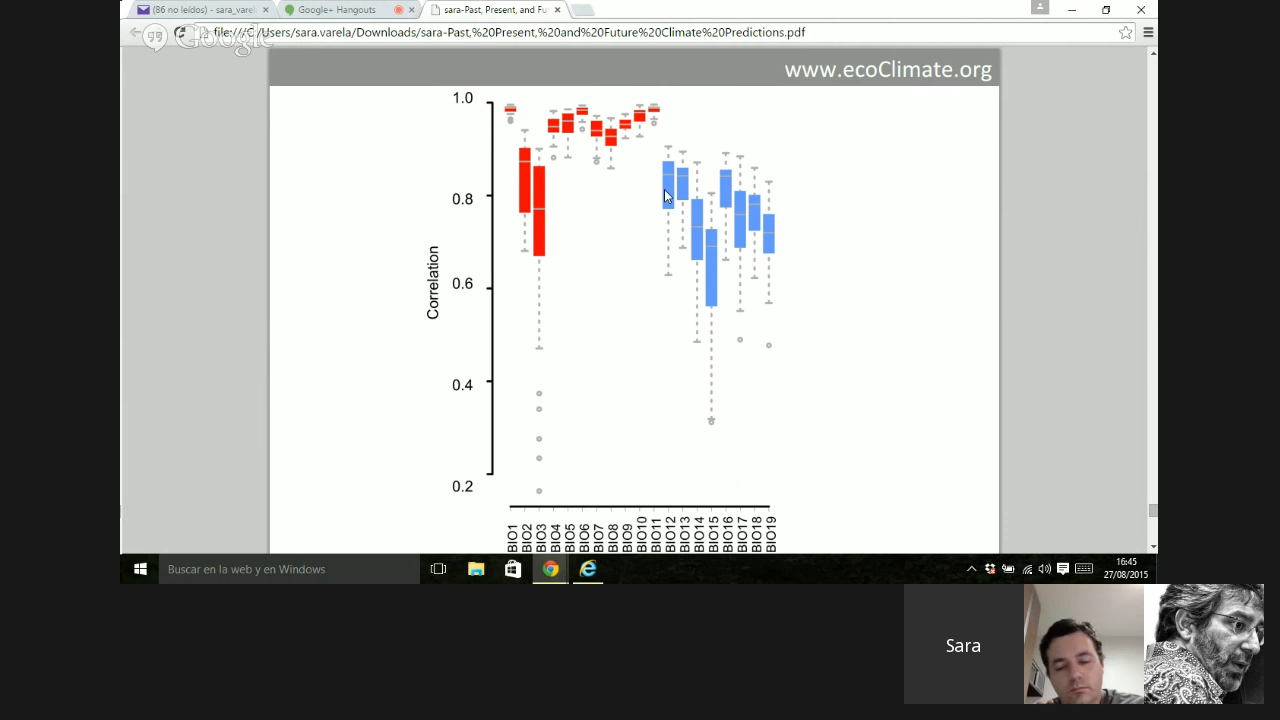 (86 no leídos) - sara_varel
Google+ Hangouts
sara-Past, Present, and Fu
file:///C:/Users/sara.varela/Downloads/sara-Past,%20Present,%20and%20Future%20Climate%20Predictions.pdf
Google
www.ecoClimate.org
1.0
0.8
0.6
0.4
0.2
Correlation
BIO1
BIO2
BIO3
BIO4
BIO5
BIO6
BIO7
BIO8
BIO9
BIO10
BIO11
BIO12
BIO13
BIO14
BIO15
BIO16
BIO17
BIO18
BIO19
Buscar en la web y en Windows
16:45
27/08/2015
Sara